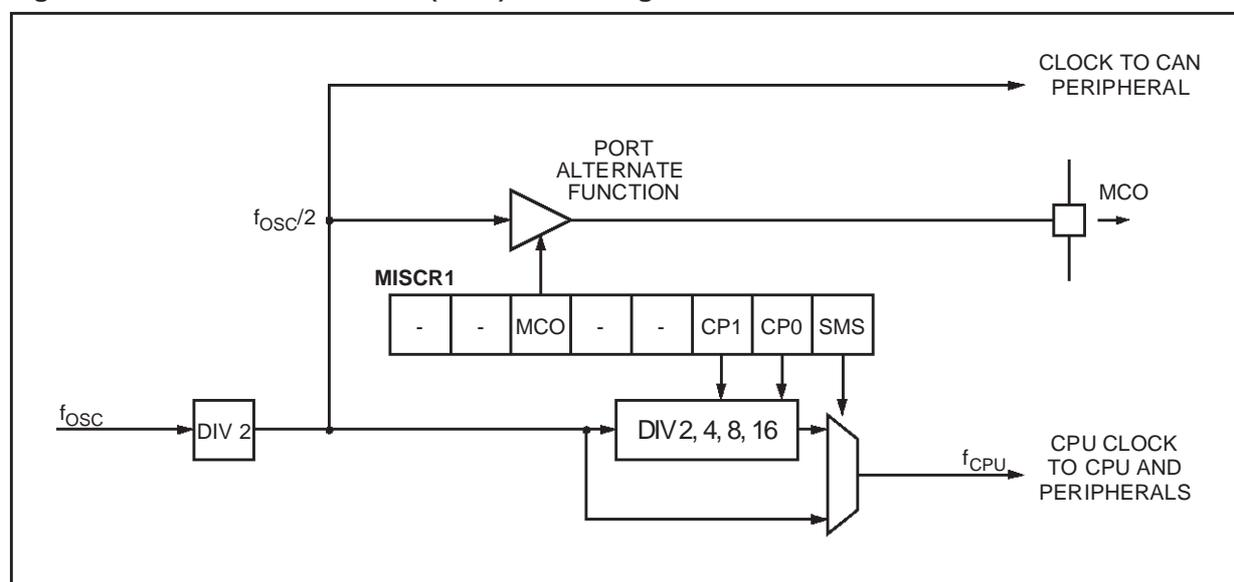 CLOCK TO CAN
PERIPHERAL
PORT
ALTERNATE
FUNCTION
fOSC/2
MCO
MISCR1
- - MCO - - CP1 CP0 SMS
fOSC
DIV 2
DIV 2, 4, 8, 16
fCPU
CPU CLOCK
TO CPU AND
PERIPHERALS